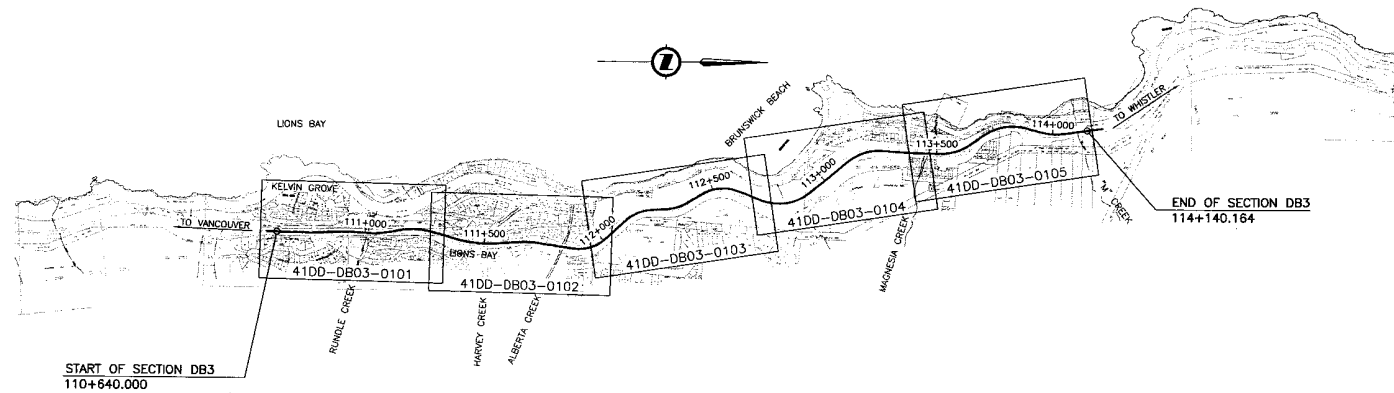 LIONS BAY
BRUNSWICK BEACH
TO WHISTLER
KELVIN GROVE
TO VANCOUVER
111+000
111+500
LIONS BAY
112+000
112+500
113+000
113+500
114+000
41DD-DB03-0101
41DD-DB03-0102
41DD-DB03-0103
41DD-DB03-0104
41DD-DB03-0105
RUNDLE CREEK
HARVEY CREEK
ALBERTA CREEK
MAGNESIA CREEK
CREEK
END OF SECTION DB3
114+140.164
START OF SECTION DB3
110+640.000